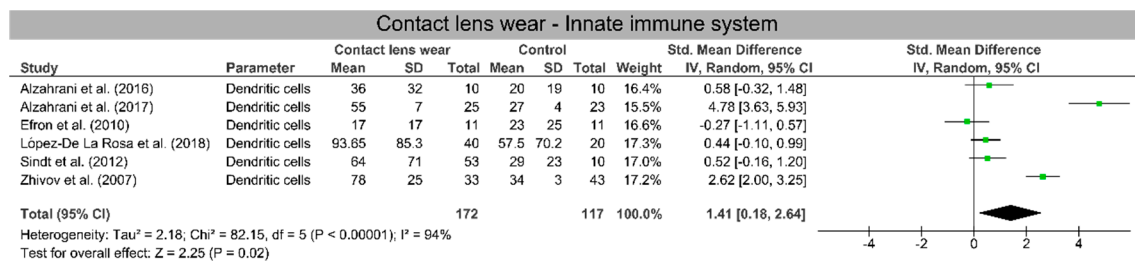 Contact lens wear - Innate immune system
Contact lens wear Control Std. Mean Difference Std. Mean Difference
Study Parameter Mean SD Total Mean SD Total Weight IV, Random, 95% CI IV, Random, 95% CI
Alzahrani et al. (2016) Dendritic cells 36 32 10 20 19 10 16.4% 0.58 [-0.32, 1.48]
Alzahrani et al. (2017) Dendritic cells 55 7 25 27 4 23 15.5% 4.78 [3.63, 5.93]
Efron et al. (2010) Dendritic cells 17 17 11 23 25 11 16.6% -0.27 [-1.11, 0.57]
López-De La Rosa et al. (2018) Dendritic cells 93.65 85.3 40 57.5 70.2 20 17.3% 0.44 [-0.10, 0.99]
Sindt et al. (2012) Dendritic cells 64 71 53 29 23 10 17.0% 0.52 [-0.16, 1.20]
Zhivov et al. (2007) Dendritic cells 78 25 33 34 3 43 17.2% 2.62 [2.00, 3.25]
Total (95% CI) 172 117 100.0% 1.41 [0.18, 2.64]
Heterogeneity: Tau² = 2.18; Chi² = 82.15, df = 5 (P < 0.00001); I² = 94%
Test for overall effect: Z = 2.25 (P = 0.02)
-4 -2 0 2 4